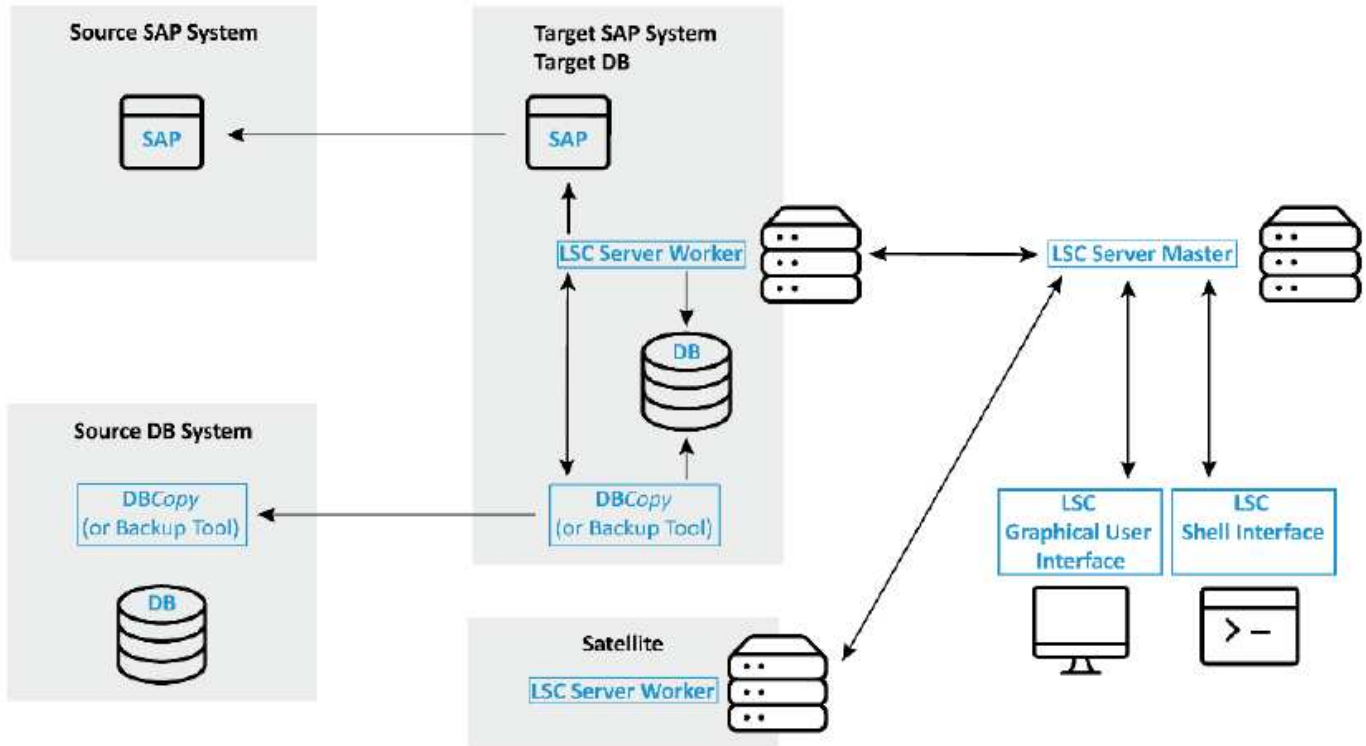 Source SAP System
SAP
Target SAP System
Target DB
SAP
LSC Server Worker
LSC Server Master
DB
Source DB System
DBCopy
(or Backup Tool)
DB
DBCopy
(or Backup Tool)
LSC
Graphical User
Interface
LSC
Shell Interface
>–
Satellite
LSC Server Worker